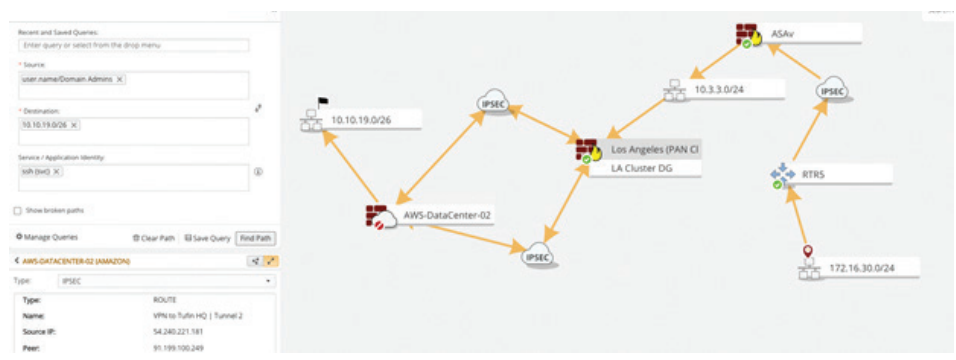 Recent and Saved Queries:
Enter query or select from the drop menu
* Source:
user.name/Domain Admins ×
* Destination:
10.10.19.0/26 ×
Service / Application Identity:
ssh (svc) ×
Show broken paths
Manage Queries
Clear Path
Save Query
Find Path
AWS-DATACENTER-02 (AMAZON)
Type:
IPSEC
Type:
ROUTE
Name:
VPN to Tufin HQ | Tunnel 2
Source IP:
54.240.221.181
Peer:
91.199.100.249
ASAv
10.3.3.0/24
IPSEC
IPSEC
10.10.19.0/26
Los Angeles (PAN Cl
LA Cluster DG
RTR5
AWS-DataCenter-02
IPSEC
172.16.30.0/24